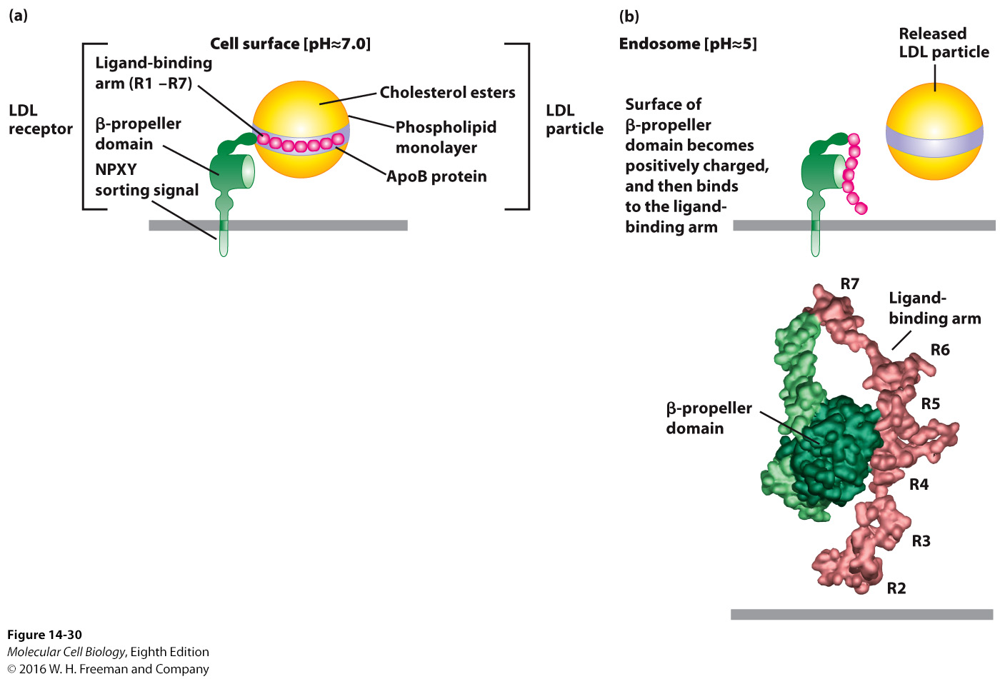 (a)
Cell surface [pH≈7.0]
Ligand-binding
arm (R1 –R7)
LDL
receptor
β-propeller
domain
NPXY
sorting signal
Cholesterol esters
Phospholipid
monolayer
ApoB protein
LDL
particle
(b)
Endosome [pH≈5]
Released
LDL particle
Surface of
β-propeller
domain becomes
positively charged,
and then binds
to the ligand-
binding arm
R7
Ligand-
binding arm
R6
R5
β-propeller
domain
R4
R3
R2
Figure 14-30
Molecular Cell Biology, Eighth Edition
© 2016 W. H. Freeman and Company